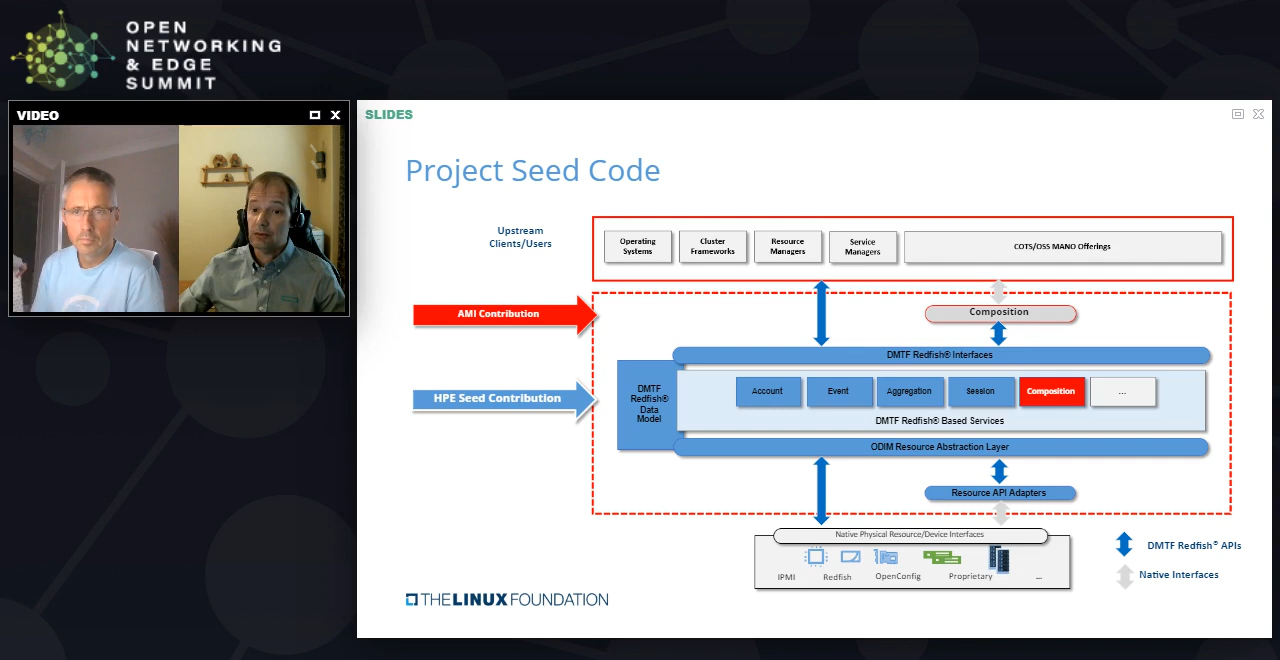 OPEN
NETWORKING
& EDGE
SUMMIT
VIDEO
SLIDES
Project Seed Code
Upstream
Clients/Users
Operating
Systems
Cluster
Frameworks
Resource
Managers
Service
Managers
COTS/OSS MANO Offerings
AMI Contribution
Composition
DMTF Redfish® Interfaces
HPE Seed Contribution
DMTF
Redfish®
Data
Model
Account
Event
Aggregation
Session
Composition
...
DMTF Redfish® Based Services
ODIM Resource Abstraction Layer
Resource API Adapters
Native Physical Resource/Device Interfaces
IPMI
Redfish
OpenConfig
Proprietary
...
DMTF Redfish® APIs
Native Interfaces
THE LINUX FOUNDATION